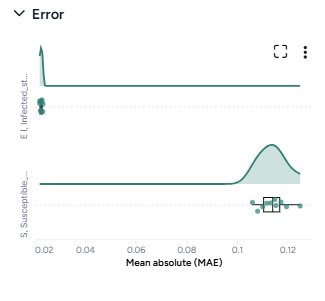 Error
E I, Infected_st...
S, Susceptible_...
0.02 0.04 0.06 0.08 0.1 0.12
Mean absolute (MAE)